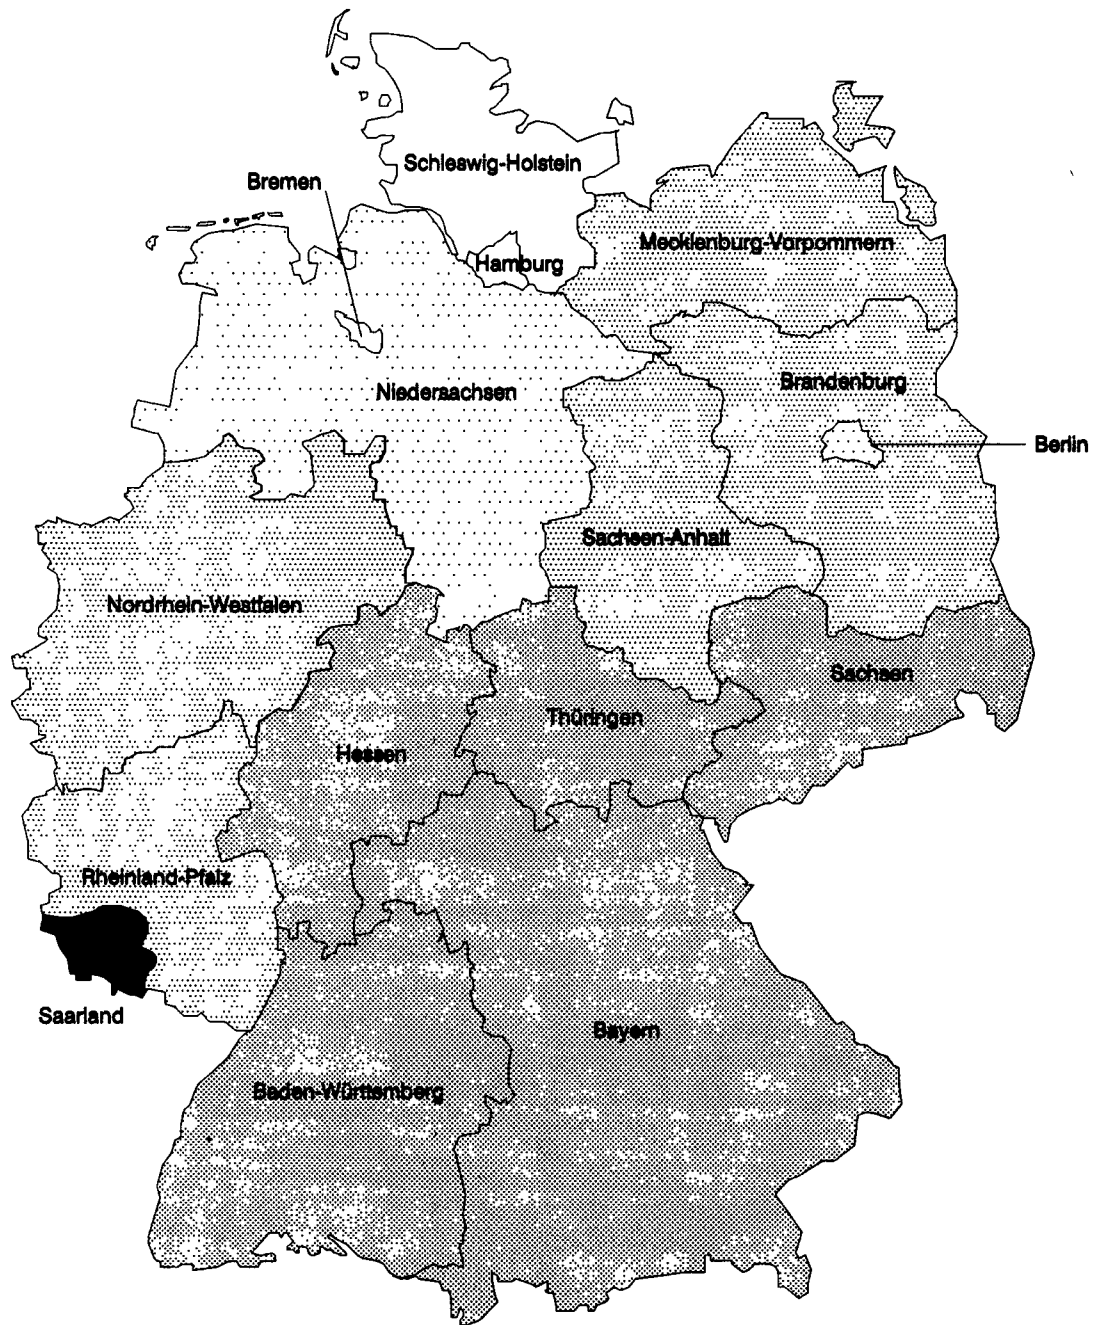 Schleswig-Holstein
Bremen
Mecklenburg-Vorpommern
Hamburg
Brandenburg
Niedersachsen
Berlin
Sachsen-Anhalt
Nordrhein-Westfalen
Sachsen
Thüringen
Hessen
Rheinland-Pfalz
Saarland
Bayern
Baden-Württemberg